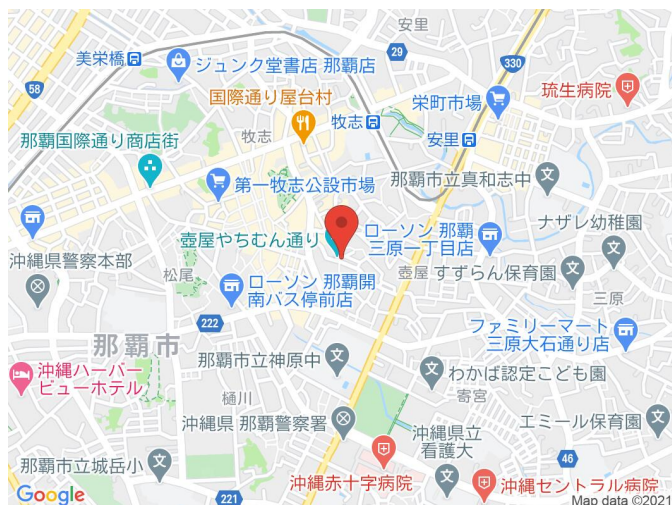 安里
美栄橋
29
330
ジュンク堂書店 那覇店
58
国際通り屋台村
栄町市場
琉生病院
牧志
牧志
安里
那覇国際通り商店街
第一牧志公設市場
那覇市立真和志中
壺屋やちむん通り
ローソン 那覇
三原一丁目店
ナザレ幼稚園
沖縄県警察本部
松尾
ローソン 那覇開
南バス停前店
壺屋
すずらん保育園
三原
222
那覇市
ファミリーマート
三原大石通り店
沖縄ハーバー
ビューホテル
那覇市立神原中
わかば認定こども園
樋川
寄宮
沖縄県 那覇警察署
沖縄県立
看護大
エミール保育園
那覇市立城岳小
46
沖縄赤十字病院
沖縄セントラル病院
221
Google
Map data ©2021